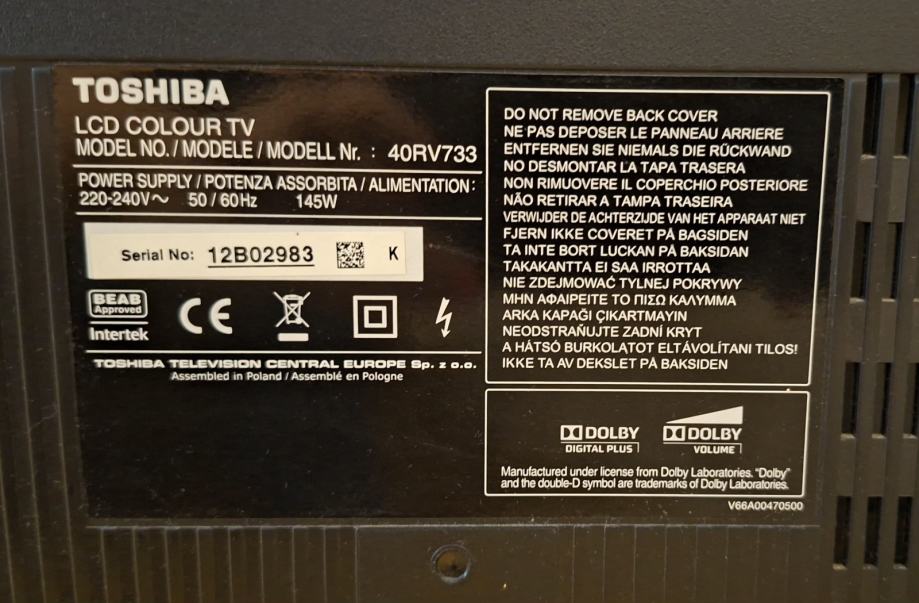 TOSHIBA
LCD COLOUR TV
MODEL NO. / MODELE / MODELL Nr. : 40RV733
POWER SUPPLY / POTENZA ASSORBITA / ALIMENTATION :
220-240V～ 50 / 60Hz 145W
Serial No: 12B02983 K
BEAB
Approved
Intertek
CE
TOSHIBA TELEVISION CENTRAL EUROPE Sp. z o.o.
Assembled in Poland / Assemblé en Pologne
DO NOT REMOVE BACK COVER
NE PAS DEPOSER LE PANNEAU ARRIERE
ENTFERNEN SIE NIEMALS DIE RÜCKWAND
NO DESMONTAR LA TAPA TRASERA
NON RIMUOVERE IL COPERCHIO POSTERIORE
NÃO RETIRAR A TAMPA TRASEIRA
VERWIJDER DE ACHTERZIJDE VAN HET APPARAAT NIET
FJERN IKKE COVERET PÅ BAGSIDEN
TA INTE BORT LUCKAN PÅ BAKSIDAN
TAKAKANTTA EI SAA IRROTTAA
NIE ZDEJMOWAĆ TYLNEJ POKRYWY
ΜΗΝ ΑΦΑΙΡΕΙΤΕ ΤΟ ΠΙΣΩ ΚΑΛΥΜΜΑ
ARKA KAPAĞI ÇIKARTMAYIN
NEODSTRAŇUJTE ZADNÍ KRYT
A HÁTSÓ BURKOLATOT ELTÁVOLÍTANI TILOS!
IKKE TA AV DEKSLET PÅ BAKSIDEN
DOLBY
DIGITAL PLUS
DOLBY
VOLUME
Manufactured under license from Dolby Laboratories. "Dolby"
and the double-D symbol are trademarks of Dolby Laboratories.
V66A00470500